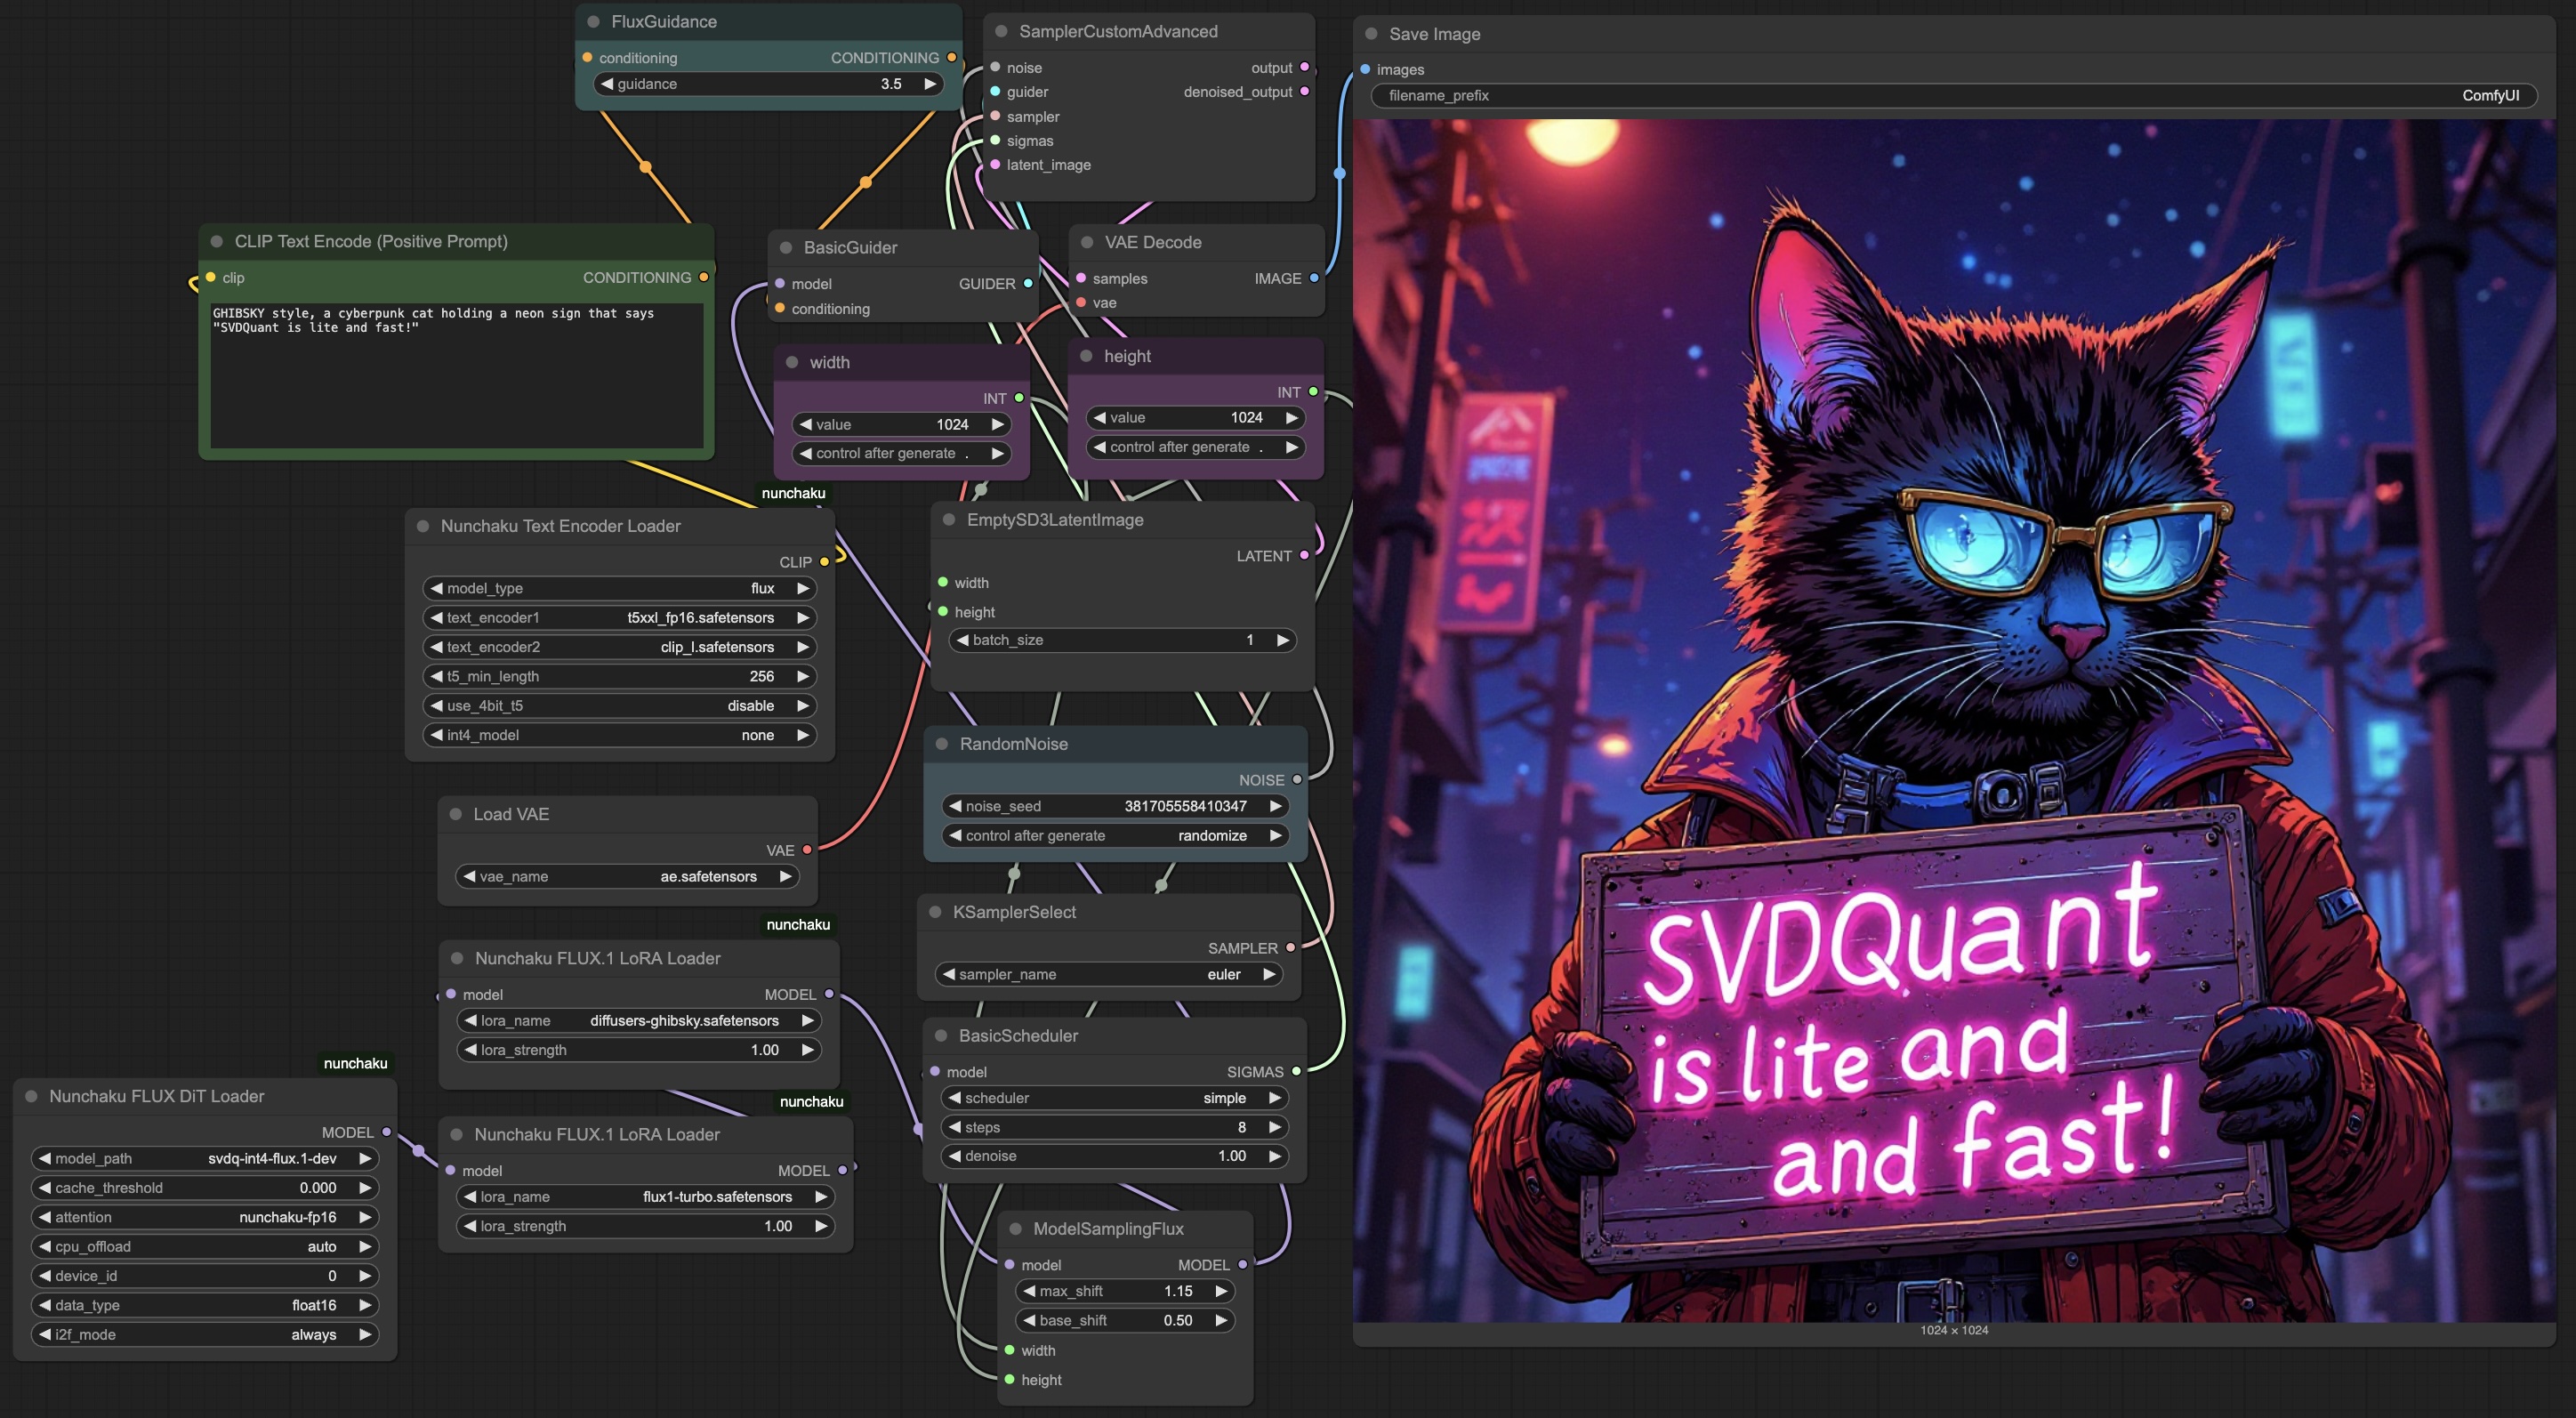 FluxGuidance
conditioning CONDITIONING
guidance 3.5
SamplerCustomAdvanced
noise output
guider denoised_output
sampler
sigmas
latent_image
Save Image
images
filename_prefix ComfyUI
CLIP Text Encode (Positive Prompt)
clip CONDITIONING
GHIBSKY style, a cyberpunk cat holding a neon sign that says
"SVDQuant is lite and fast!"
BasicGuider
model GUIDER
conditioning
VAE Decode
samples IMAGE
vae
width
INT
value 1024
control after generate .
height
INT
value 1024
control after generate .
nunchaku
Nunchaku Text Encoder Loader
CLIP
model_type flux
text_encoder1 t5xxl_fp16.safetensors
text_encoder2 clip_l.safetensors
t5_min_length 256
use_4bit_t5 disable
int4_model none
EmptySD3LatentImage
LATENT
width
height
batch_size 1
RandomNoise
NOISE
noise_seed 381705558410347
control after generate randomize
Load VAE
VAE
vae_name ae.safetensors
KSamplerSelect
SAMPLER
sampler_name euler
nunchaku
Nunchaku FLUX.1 LoRA Loader
model MODEL
lora_name diffusers-ghibsky.safetensors
lora_strength 1.00
BasicScheduler
model SIGMAS
scheduler simple
steps 8
denoise 1.00
nunchaku
Nunchaku FLUX DiT Loader
MODEL
model_path svdq-int4-flux.1-dev
cache_threshold 0.000
attention nunchaku-fp16
cpu_offload auto
device_id 0
data_type float16
i2f_mode always
nunchaku
Nunchaku FLUX.1 LoRA Loader
model MODEL
lora_name flux1-turbo.safetensors
lora_strength 1.00
ModelSamplingFlux
model MODEL
max_shift 1.15
base_shift 0.50
width
height
SVDQuant
is lite and
and fast!
1024 × 1024